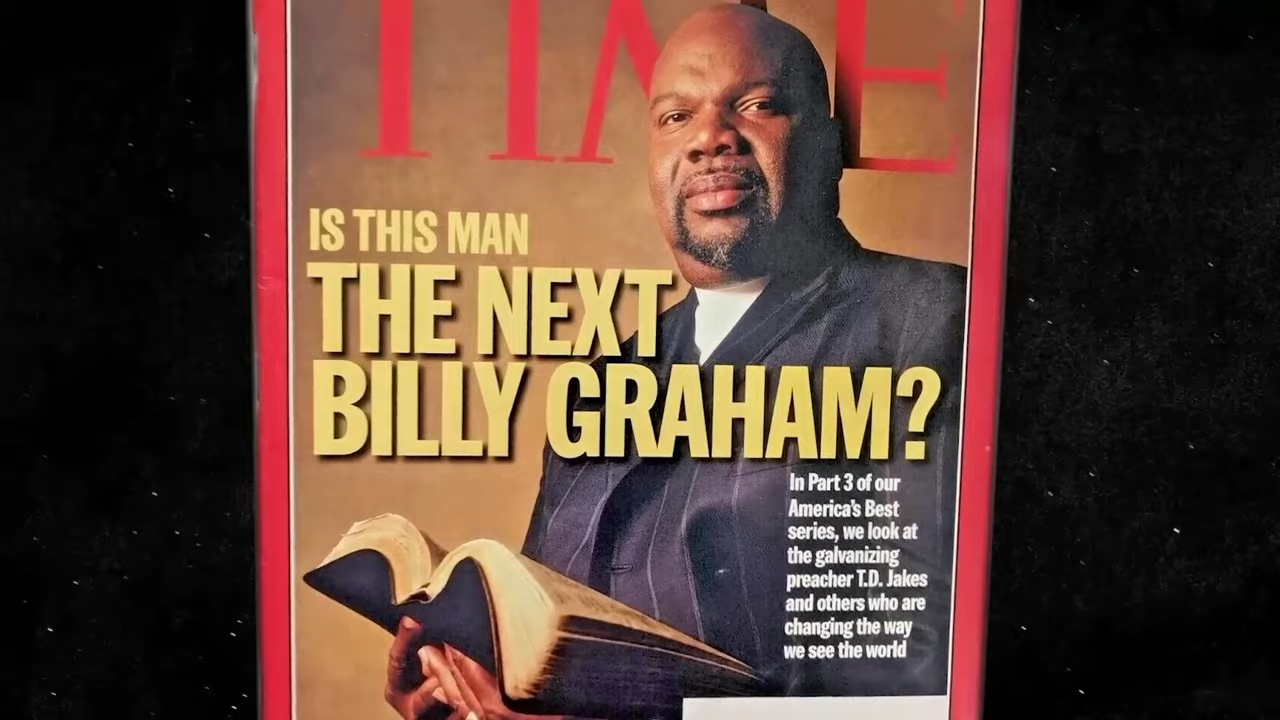 TIME
IS THIS MAN
THE NEXT
BILLY GRAHAM?
In Part 3 of our
America's Best
series, we look at
the galvanizing
preacher T.D. Jakes
and others who are
changing the way
we see the world